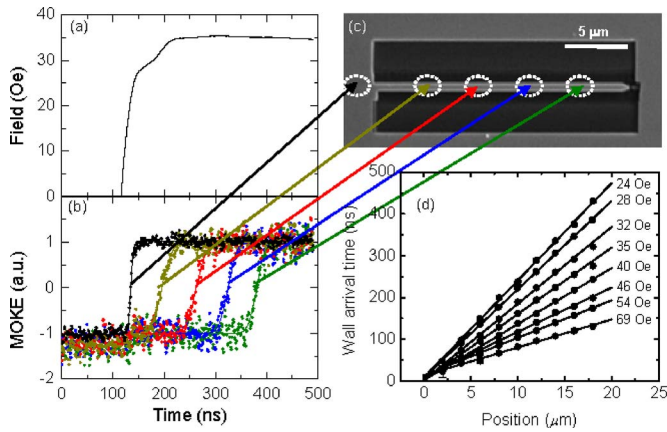 (a)
Field (Oe)
40
30
20
10
0
(b)
MOKE (a.u.)
1
0
-1
-2
0 100 200 300 400 500
Time (ns)
(c)
5 µm
(d)
Wall arrival time (ns)
500
400
300
200
100
0
24 Oe
28 Oe
32 Oe
35 Oe
40 Oe
46 Oe
54 Oe
69 Oe
0 5 10 15 20 25
Position (µm)